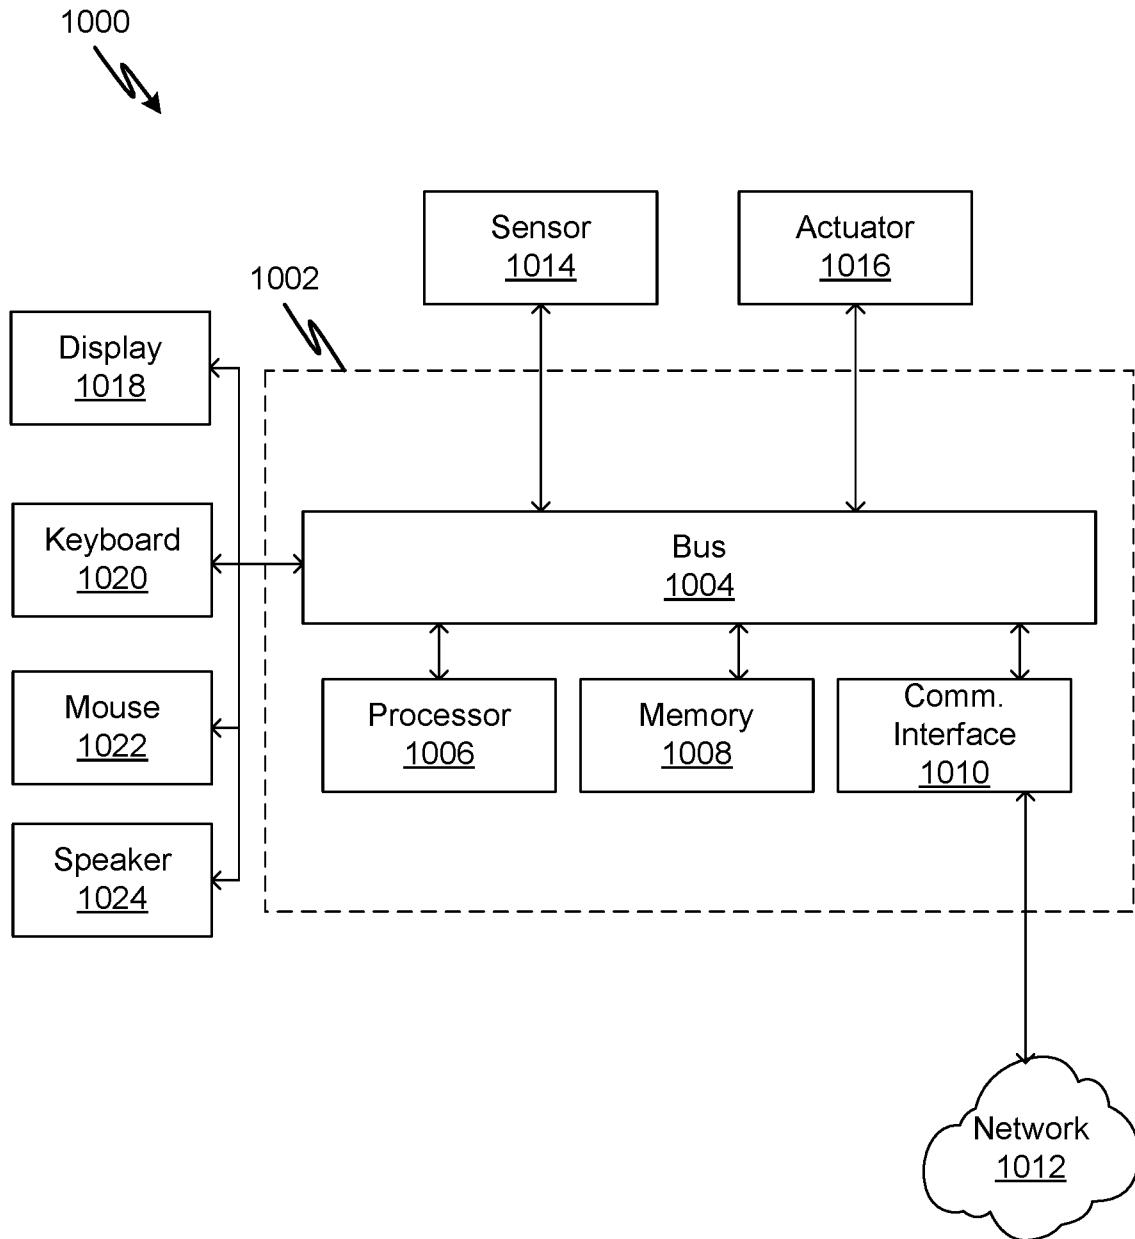 1000
Sensor
1014
Actuator
1016
1002
Display
1018
Keyboard
1020
Bus
1004
Mouse
1022
Processor
1006
Memory
1008
Comm.
Interface
1010
Speaker
1024
Network
1012